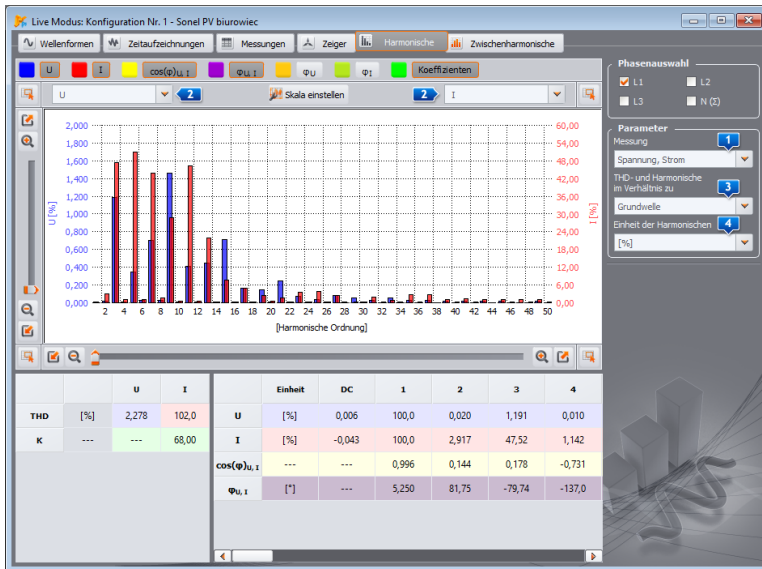 Live Modus: Konfiguration Nr. 1 - Sonel PV biurowiec
Wellenformen Zeitaufzeichnungen Messungen Zeiger Harmonische Zwischenharmonische
U I cos(φ)U, I φU, I φU φI Koeffizienten
U 2 Skala einstellen 2 I
Phasenauswahl
L1 L2
L3 N (Σ)
Parameter
Messung 1
Spannung, Strom
THD- und Harmonische
im Verhältnis zu 3
Grundwelle
Einheit der Harmonischen 4
[%]
2,000 60,00
1,800 54,00
1,600 48,00
1,400 42,00
1,200 36,00
1,000 30,00
0,800 24,00
0,600 18,00
0,400 12,00
0,200 6,00
0,000 0,00
U [%]
I [%]
2 4 6 8 10 12 14 16 18 20 22 24 26 28 30 32 34 36 38 40 42 44 46 48 50
[Harmonische Ordnung]
U I
THD [%] 2,278 102,0
K --- --- 68,00
Einheit DC 1 2 3 4
U [%] 0,006 100,0 0,020 1,191 0,010
I [%] -0,043 100,0 2,917 47,52 1,142
cos(φ)U, I --- --- 0,996 0,144 0,178 -0,731
φU, I [°] --- 5,250 81,75 -79,74 -137,0